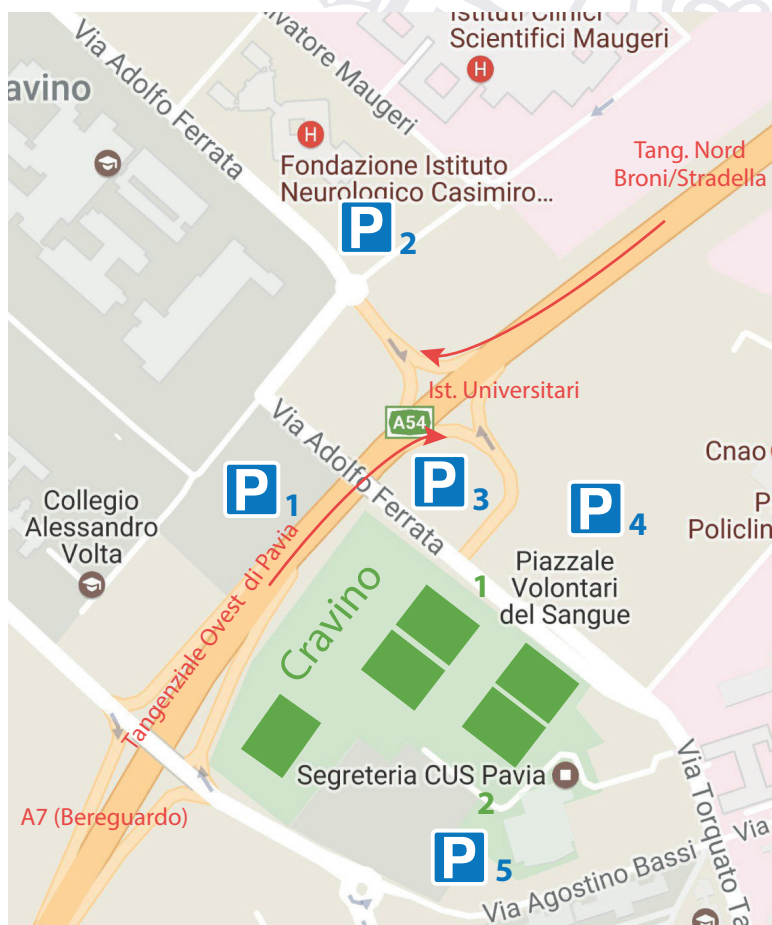 Istituti Clinici
Scientifici Maugeri
Via Adolfo Ferrata
lvatore Maugeri
avino
H
H
Tang. Nord
Broni/Stradella
Fondazione Istituto
Neurologico Casimiro...
P 2
Ist. Universitari
A54
Via Adolfo Ferrata
Cnao
P 1
P 3
P 4
P
Policlin
Collegio
Alessandro
Volta
Tangenziale Ovest di Pavia
Piazzale
Volontari
del Sangue
1
Cravino
Segreteria CUS Pavia
2
A7 (Bereguardo)
Via Torquato Ta
P 5
Via Agostino Bassi
Via